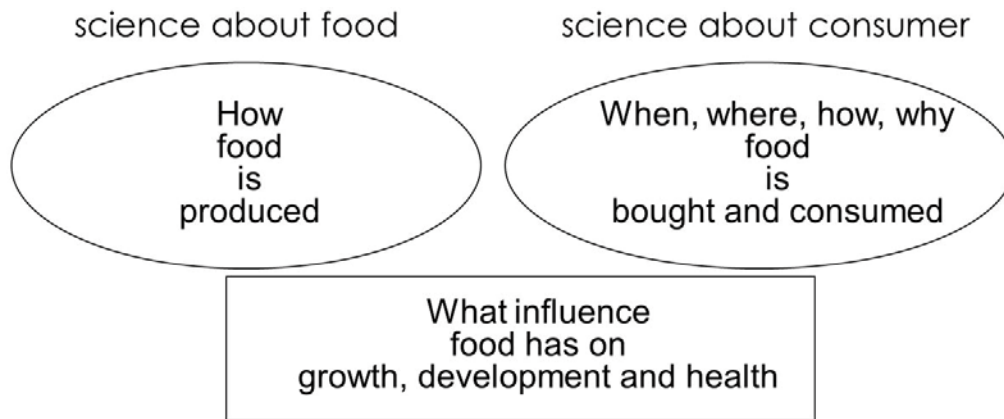 science about food
science about consumer
How
food
is
produced
When, where, how, why
food
is
bought and consumed
What influence
food has on
growth, development and health